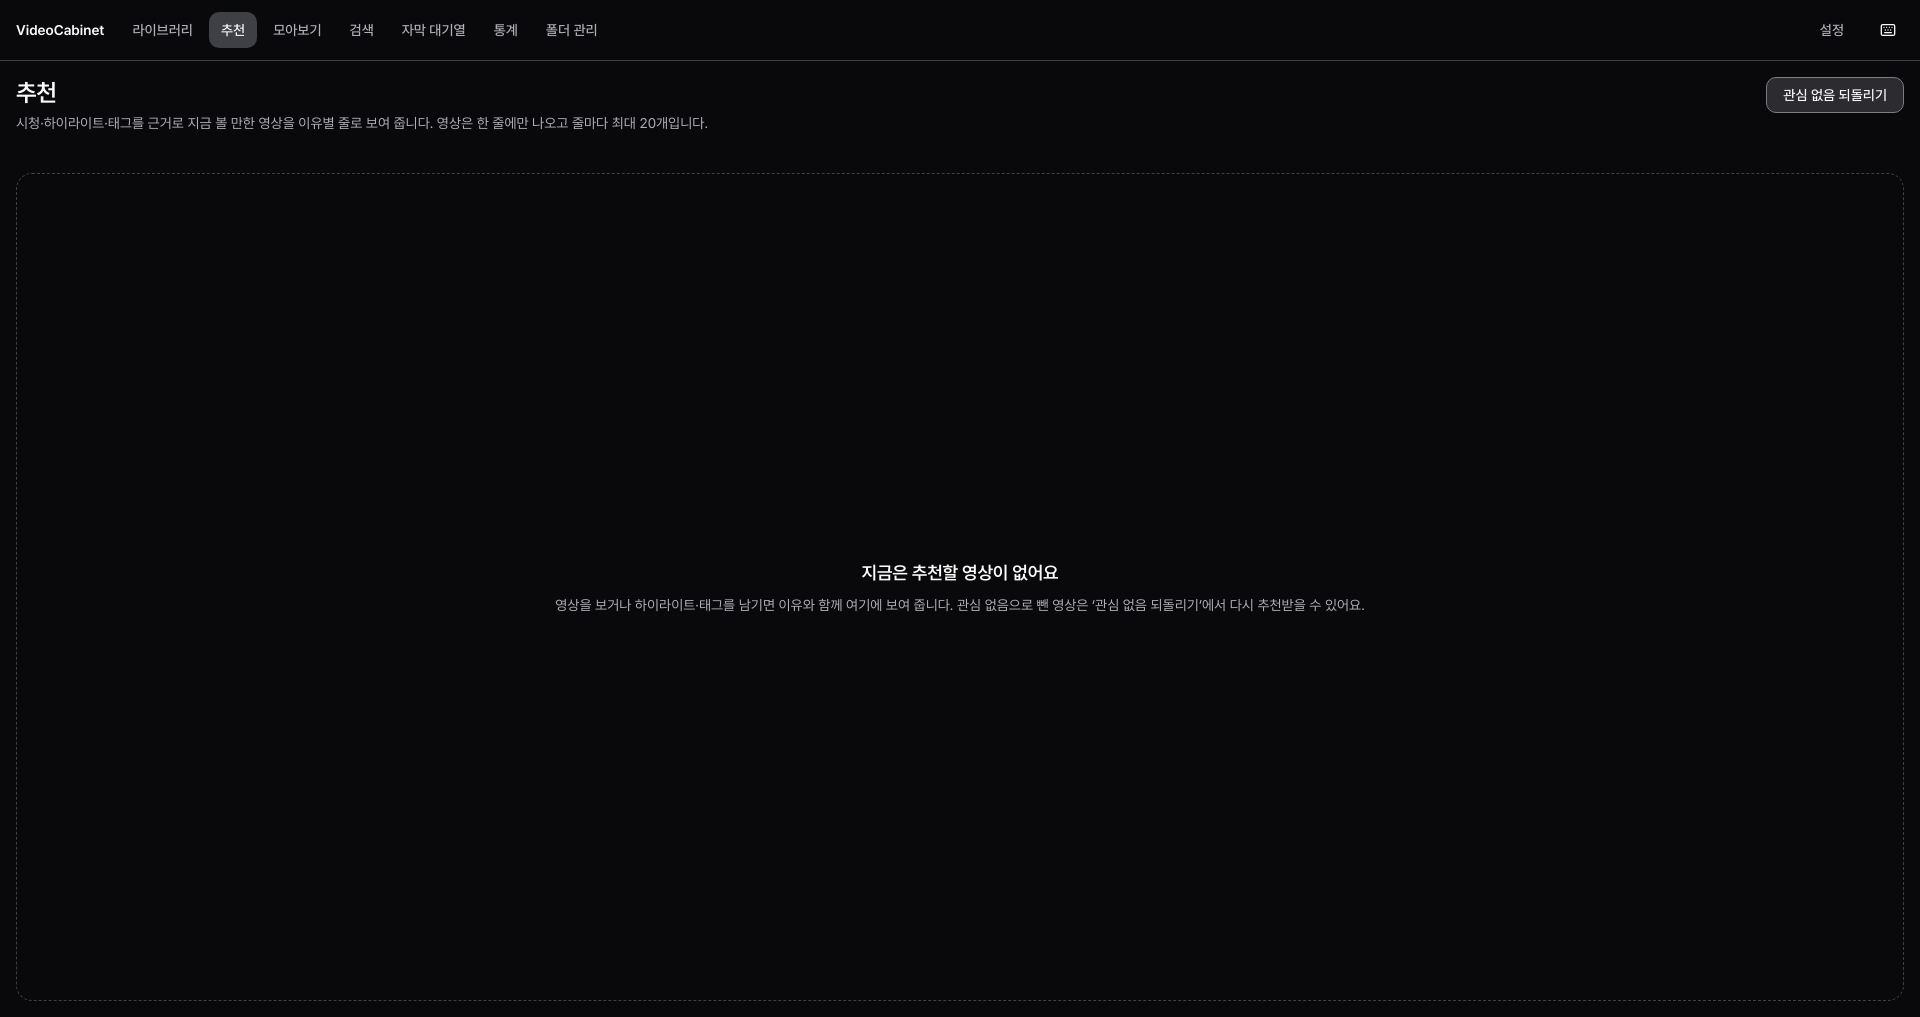 VideoCabinet 라이브러리 추천 모아보기 검색 자막 대기열 통계 폴더 관리 설정
추천
관심 없음 되돌리기
시청·하이라이트·태그를 근거로 지금 볼 만한 영상을 이유별 줄로 보여 줍니다. 영상은 한 줄에만 나오고 줄마다 최대 20개입니다.
지금은 추천할 영상이 없어요
영상을 보거나 하이라이트·태그를 남기면 이유와 함께 여기에 보여 줍니다. 관심 없음으로 뺀 영상은 ‘관심 없음 되돌리기’에서 다시 추천받을 수 있어요.